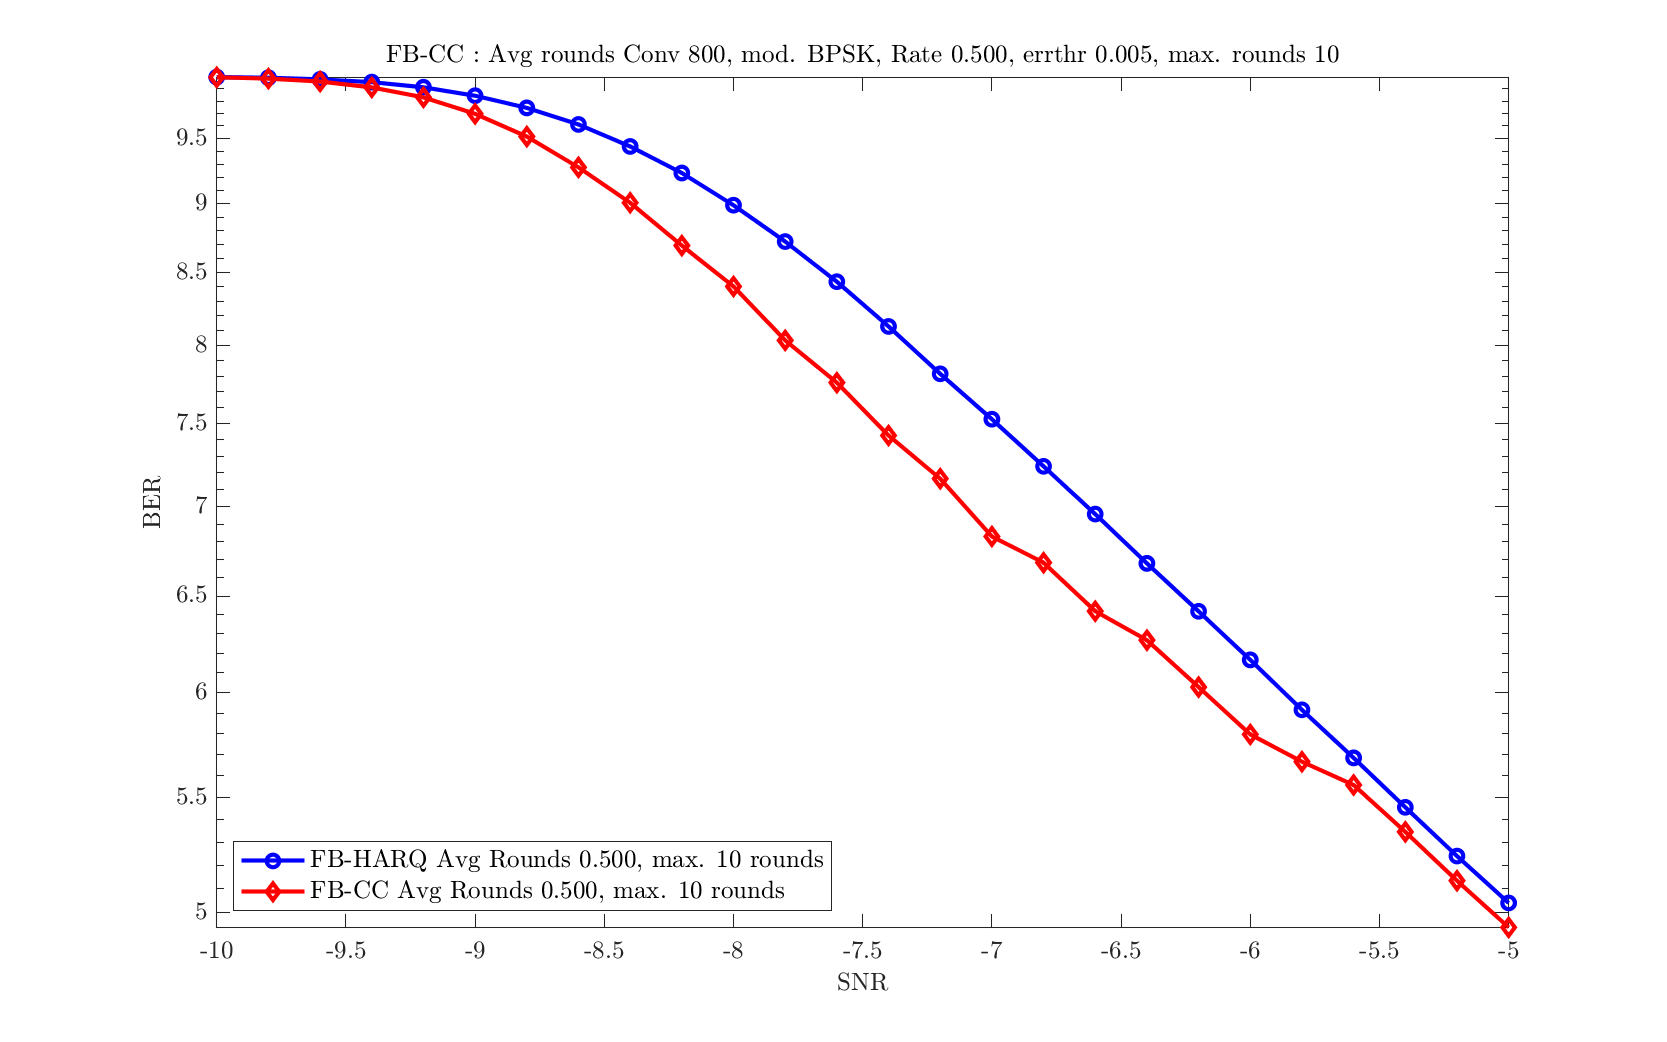 FB-CC : Avg rounds Conv 800, mod. BPSK, Rate 0.500, errthr 0.005, max. rounds 10
9.5
9
8.5
8
7.5
7
6.5
6
5.5
5
BER
FB-HARQ Avg Rounds 0.500, max. 10 rounds
FB-CC Avg Rounds 0.500, max. 10 rounds
-10 -9.5 -9 -8.5 -8 -7.5 -7 -6.5 -6 -5.5 -5
SNR